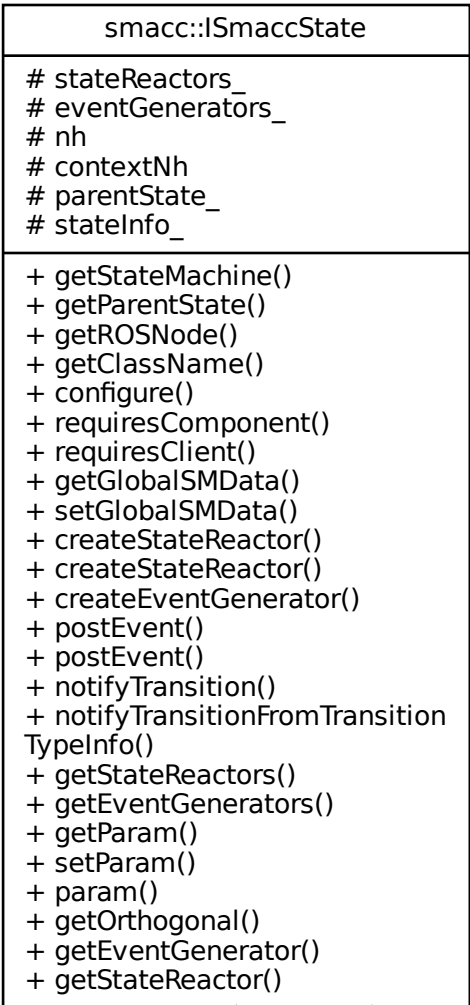 smacc::ISmaccState
# stateReactors_
# eventGenerators_
# nh
# contextNh
# parentState_
# stateInfo_
+ getStateMachine()
+ getParentState()
+ getROSNode()
+ getClassName()
+ configure()
+ requiresComponent()
+ requiresClient()
+ getGlobalSMData()
+ setGlobalSMData()
+ createStateReactor()
+ createStateReactor()
+ createEventGenerator()
+ postEvent()
+ postEvent()
+ notifyTransition()
+ notifyTransitionFromTransition
TypeInfo()
+ getStateReactors()
+ getEventGenerators()
+ getParam()
+ setParam()
+ param()
+ getOrthogonal()
+ getEventGenerator()
+ getStateReactor()